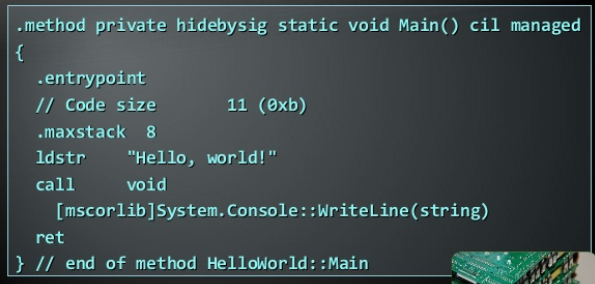 .method private hidebysig static void Main() cil managed
{
  .entrypoint
  // Code size       11 (0xb)
  .maxstack  8
  ldstr    "Hello, world!"
  call     void
    [mscorlib]System.Console::WriteLine(string)
  ret
} // end of method HelloWorld::Main